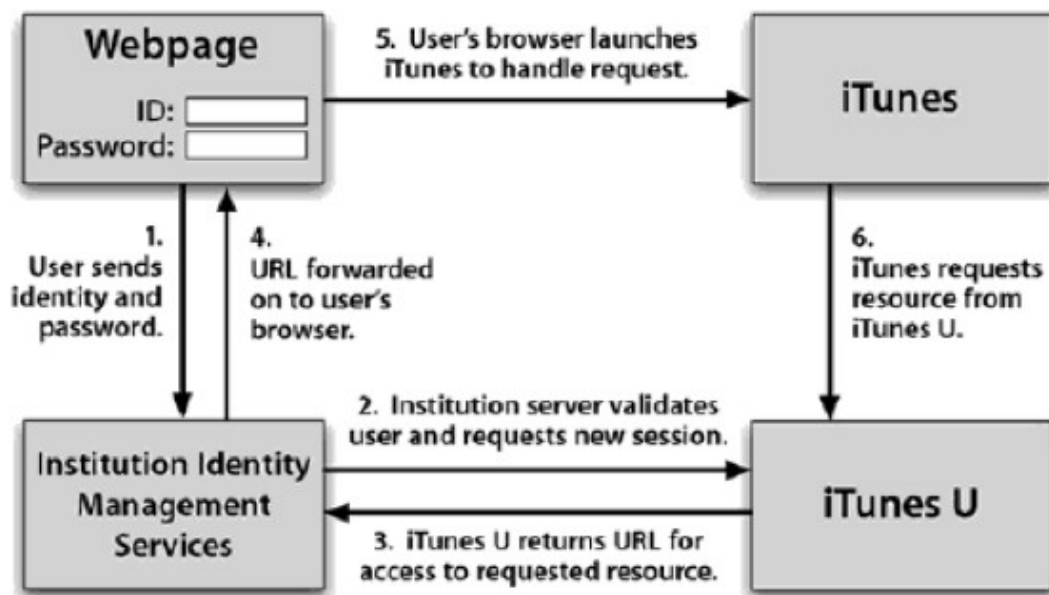 Webpage
ID:
Password:
5. User's browser launches
iTunes to handle request.
iTunes
1.
User sends
identity and
password.
4.
URL forwarded
on to user's
browser.
6.
iTunes requests
resource from
iTunes U.
2. Institution server validates
user and requests new session.
Institution Identity
Management
Services
iTunes U
3. iTunes U returns URL for
access to requested resource.